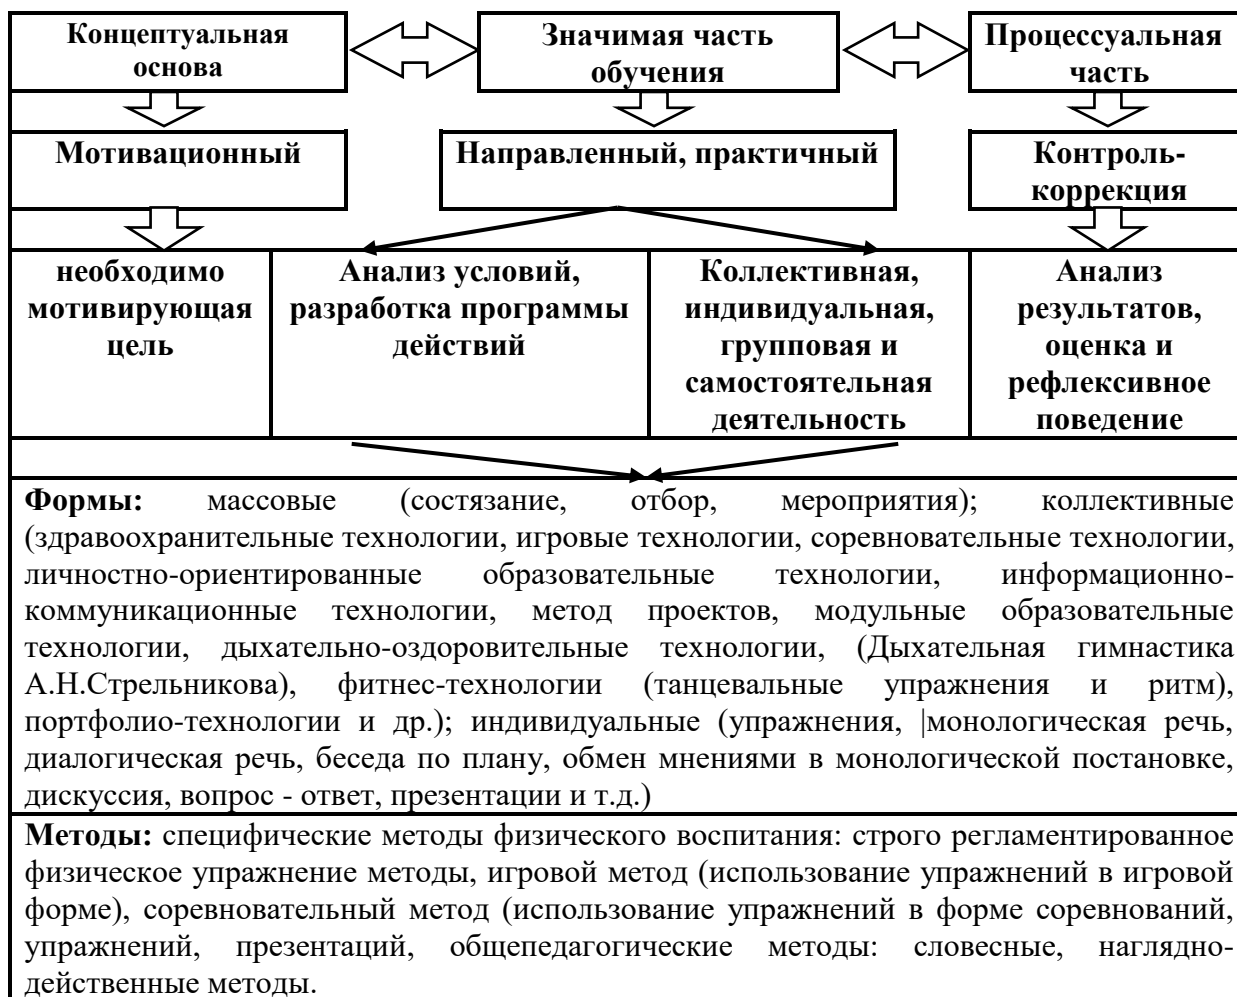 Концептуальная
основа
Значимая часть
обучения
Процессуальная
часть
Мотивационный
Направленный, практичный
Контроль-
коррекция
необходимо
мотивирующая
цель
Анализ условий,
разработка программы
действий
Коллективная,
индивидуальная,
групповая и
самостоятельная
деятельность
Анализ
результатов,
оценка и
рефлексивное
поведение
Формы: массовые (состязание, отбор, мероприятия); коллективные
(здравоохранительные технологии, игровые технологии, соревновательные технологии,
личностно-ориентированные образовательные технологии, информационно-
коммуникационные технологии, метод проектов, модульные образовательные
технологии, дыхательно-оздоровительные технологии, (Дыхательная гимнастика
А.Н.Стрельникова), фитнес-технологии (танцевальные упражнения и ритм),
портфолио-технологии и др.); индивидуальные (упражнения, |монологическая речь,
диалогическая речь, беседа по плану, обмен мнениями в монологической постановке,
дискуссия, вопрос - ответ, презентации и т.д.)
Методы: специфические методы физического воспитания: строго регламентированное
физическое упражнение методы, игровой метод (использование упражнений в игровой
форме), соревновательный метод (использование упражнений в форме соревнований,
упражнений, презентаций, общепедагогические методы: словесные, наглядно-
действенные методы.